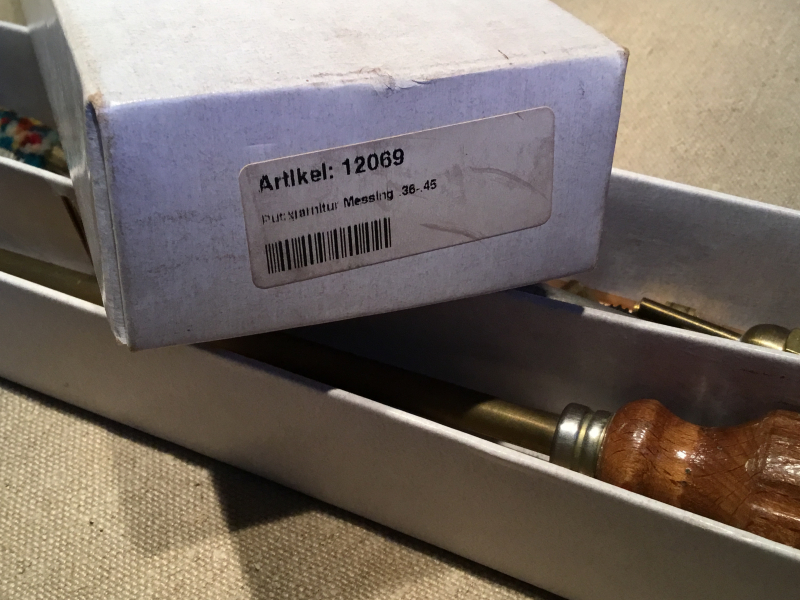 Artikel: 12069
Putzgarnitur Messing .36-.45